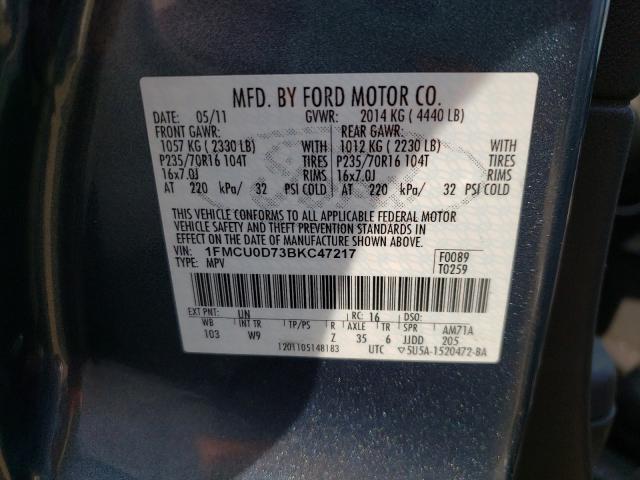 MFD. BY FORD MOTOR CO.
DATE: 05/11 GVWR: 2014 KG ( 4440 LB)
FRONT GAWR: REAR GAWR:
1057 KG ( 2330 LB) 1012 KG ( 2230 LB)
P235/70R16 104T TIRES P235/70R16 104T TIRES
16x7.0J RIMS 16x7.0J RIMS
AT 220 kPa/ 32 PSI COLD AT 220 kPa/ 32 PSI COLD
THIS VEHICLE CONFORMS TO ALL APPLICABLE FEDERAL MOTOR
VEHICLE SAFETY AND THEFT PREVENTION STANDARDS IN EFFECT
ON THE DATE OF MANUFACTURE SHOWN ABOVE.
VIN: 1FMCU0D73BKC47217 F0089
TYPE: MPV T0259
EXT PNT: UN RC: 16 DSO:
WB INT TR TP/PS R AXLE TR SPR AM71A
103 W9 Z 35 6 JJDD 205
1201105148183 UTC ▽5U5A-1520472-BA